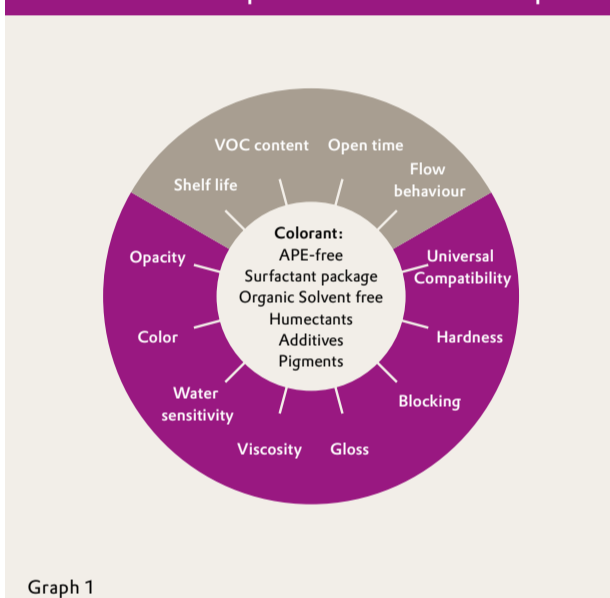 VOC content
Open time
Shelf life
Flow
behaviour
Opacity
Universal
Compatibility
Color
Hardness
Water
sensitivity
Blocking
Viscosity
Gloss
Colorant:
APE-free
Surfactant package
Organic Solvent free
Humectants
Additives
Pigments
Graph 1